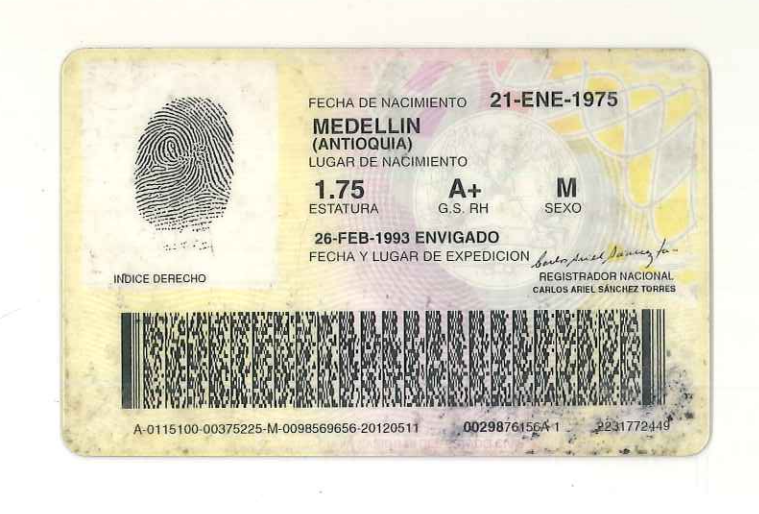 FECHA DE NACIMIENTO 21-ENE-1975
MEDELLIN
(ANTIOQUIA)
LUGAR DE NACIMIENTO
1.75 A+ M
ESTATURA G.S. RH SEXO
26-FEB-1993 ENVIGADO
FECHA Y LUGAR DE EXPEDICION
INDICE DERECHO
REGISTRADOR NACIONAL
CARLOS ARIEL SÁNCHEZ TORRES
A-0115100-00375225-M-0098569656-20120511 0029876156A 1 2231772449